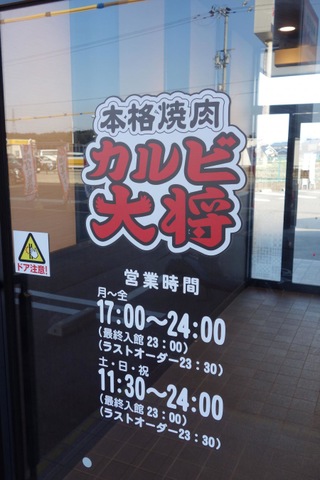 本格焼肉
カルビ
大将
ドア注意!
営業時間
月～金
17:00～24:00
(最終入館 23:00)
(ラストオーダー23:30)
土・日・祝
11:30～24:00
(最終入館 23:00)
(ラストオーダー23:30)